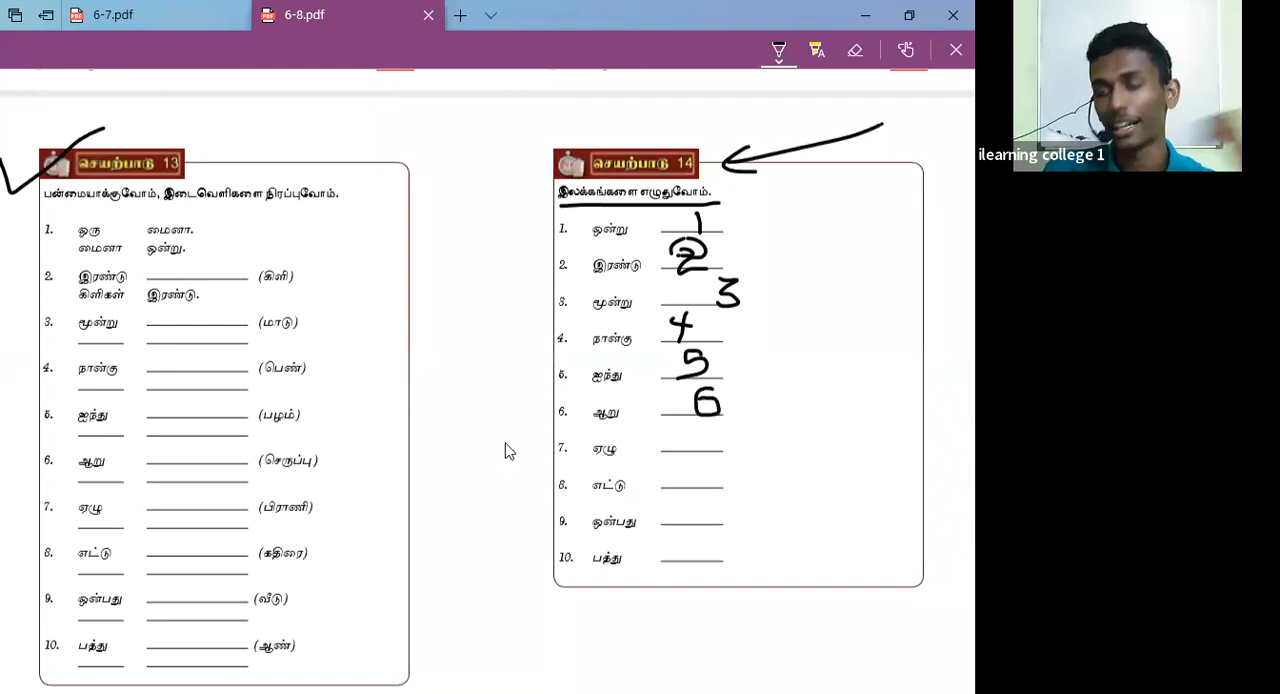 6-7.pdf
6-8.pdf
செயற்பாடு 13
பன்மையாக்குவோம், இடைவெளிகளை நிரப்புவோம்.
1. ஒரு மைனா.
மைனா ஒன்று.
2. இரண்டு (கிளி)
கிளிகள் இரண்டு.
3. மூன்று (மாடு)
4. நான்கு (பெண்)
5. ஐந்து (பழம்)
6. ஆறு (செருப்பு)
7. ஏழு (பிராணி)
8. எட்டு (கதிரை)
9. ஒன்பது (வீடு)
10. பத்து (ஆண்)
செயற்பாடு 14
இலக்கங்களை எழுதுவோம்.
1. ஒன்று 1
2. இரண்டு 2
3. மூன்று 3
4. நான்கு 4
5. ஐந்து 5
6. ஆறு 6
7. ஏழு
8. எட்டு
9. ஒன்பது
10. பத்து
ilearning college 1